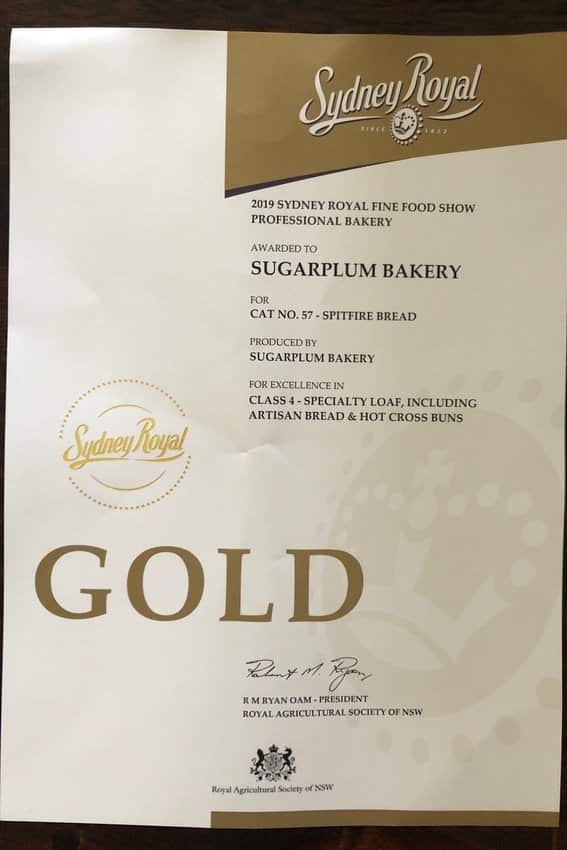 Sydney Royal
SINCE 1822
2019 SYDNEY ROYAL FINE FOOD SHOW
PROFESSIONAL BAKERY
AWARDED TO
SUGARPLUM BAKERY
FOR
CAT NO. 57 - SPITFIRE BREAD
PRODUCED BY
SUGARPLUM BAKERY
FOR EXCELLENCE IN
CLASS 4 - SPECIALTY LOAF, INCLUDING
ARTISAN BREAD & HOT CROSS BUNS
Sydney Royal
GOLD
Robert M. Ryan
R M RYAN OAM - PRESIDENT
ROYAL AGRICULTURAL SOCIETY OF NSW
Royal Agricultural Society of NSW